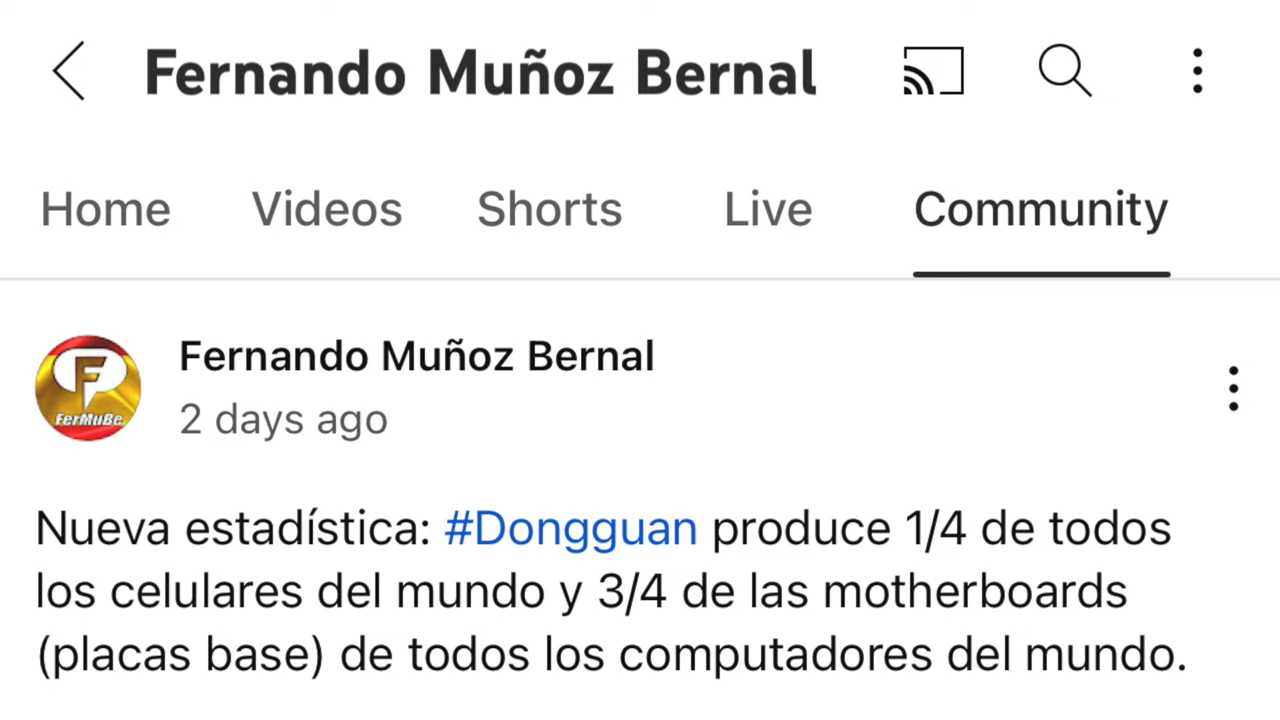 Fernando Muñoz Bernal
Home Videos Shorts Live Community
FerMuBe
Fernando Muñoz Bernal
2 days ago
Nueva estadística: #Dongguan produce 1/4 de todos
los celulares del mundo y 3/4 de las motherboards
(placas base) de todos los computadores del mundo.